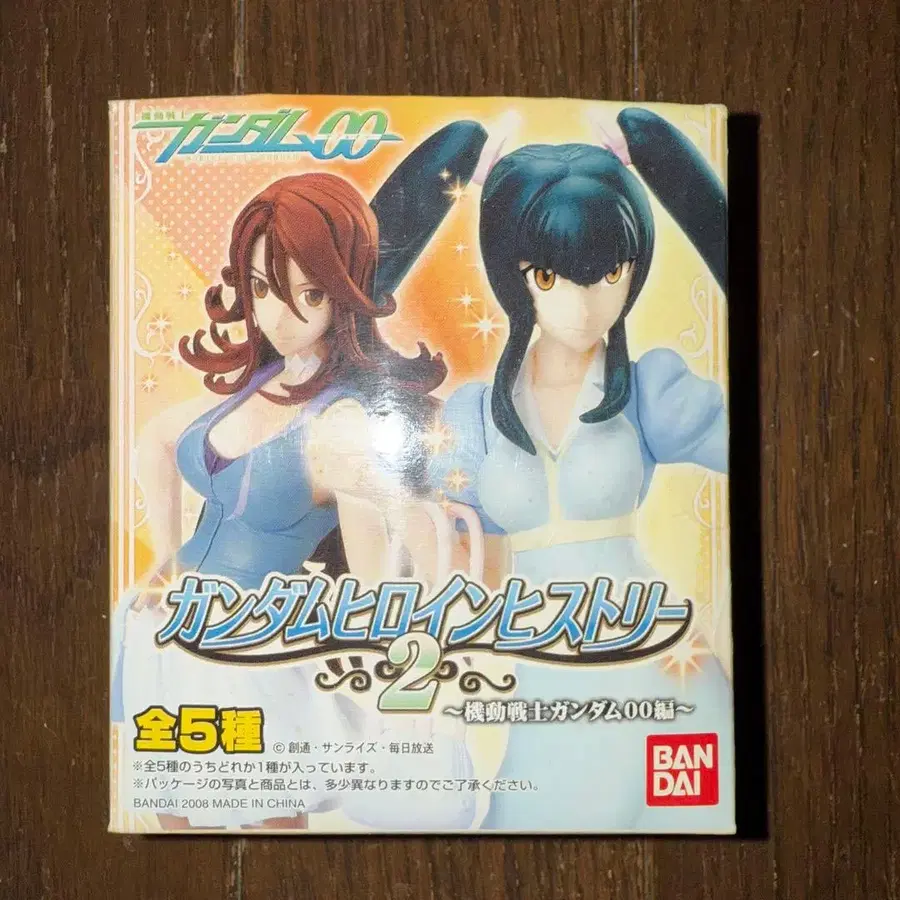 機動戦士
ガンダム00
ガンダムヒロインヒストリー
2
～機動戦士ガンダム00編～
全5種
© 創通・サンライズ・毎日放送
※全5種のうちどれか1種が入っています。
※パッケージの写真と商品とは、多少異なりますのでご了承ください。
BANDAI 2008 MADE IN CHINA
BAN
DAI